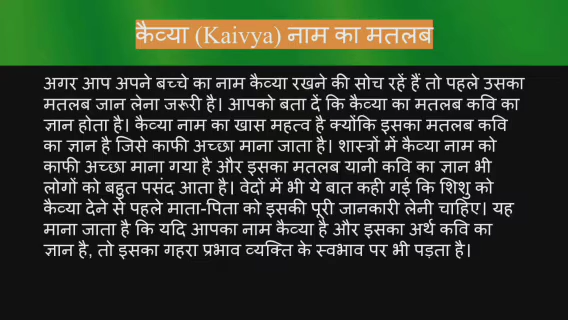 कैव्या (Kaivya) नाम का मतलब
अगर आप अपने बच्चे का नाम कैव्या रखने की सोच रहें हैं तो पहले उसका
मतलब जान लेना जरूरी है। आपको बता दें कि कैव्या का मतलब कवि का
ज्ञान होता है। कैव्या नाम का खास महत्व है क्योंकि इसका मतलब कवि
का ज्ञान है जिसे काफी अच्छा माना जाता है। शास्त्रों में कैव्या नाम को
काफी अच्छा माना गया है और इसका मतलब यानी कवि का ज्ञान भी
लोगों को बहुत पसंद आता है। वेदों में भी ये बात कही गई कि शिशु को
कैव्या देने से पहले माता-पिता को इसकी पूरी जानकारी लेनी चाहिए। यह
माना जाता है कि यदि आपका नाम कैव्या है और इसका अर्थ कवि का
ज्ञान है, तो इसका गहरा प्रभाव व्यक्ति के स्वभाव पर भी पड़ता है।